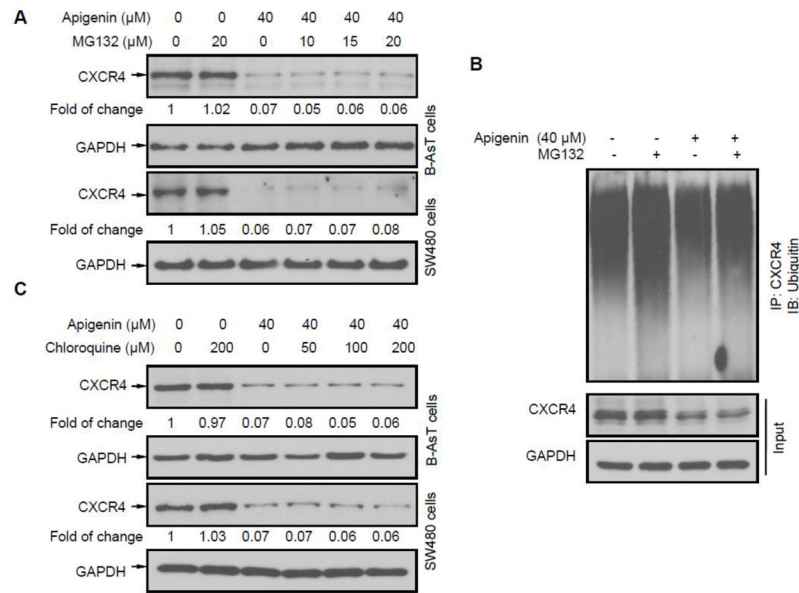 A
Apigenin (µM) 0 0 40 40 40 40
MG132 (µM) 0 20 0 10 15 20
CXCR4
Fold of change 1 1.02 0.07 0.05 0.06 0.06
GAPDH
B-AsT cells
CXCR4
Fold of change 1 1.05 0.06 0.07 0.07 0.08
GAPDH
SW480 cells
B
Apigenin (40 µM) - - + +
MG132 - + - +
IP: CXCR4
IB: Ubiquitin
CXCR4
GAPDH
Input
C
Apigenin (µM) 0 0 40 40 40 40
Chloroquine (µM) 0 200 0 50 100 200
CXCR4
Fold of change 1 0.97 0.07 0.08 0.05 0.06
GAPDH
B-AsT cells
CXCR4
Fold of change 1 1.03 0.07 0.07 0.06 0.06
GAPDH
SW480 cells